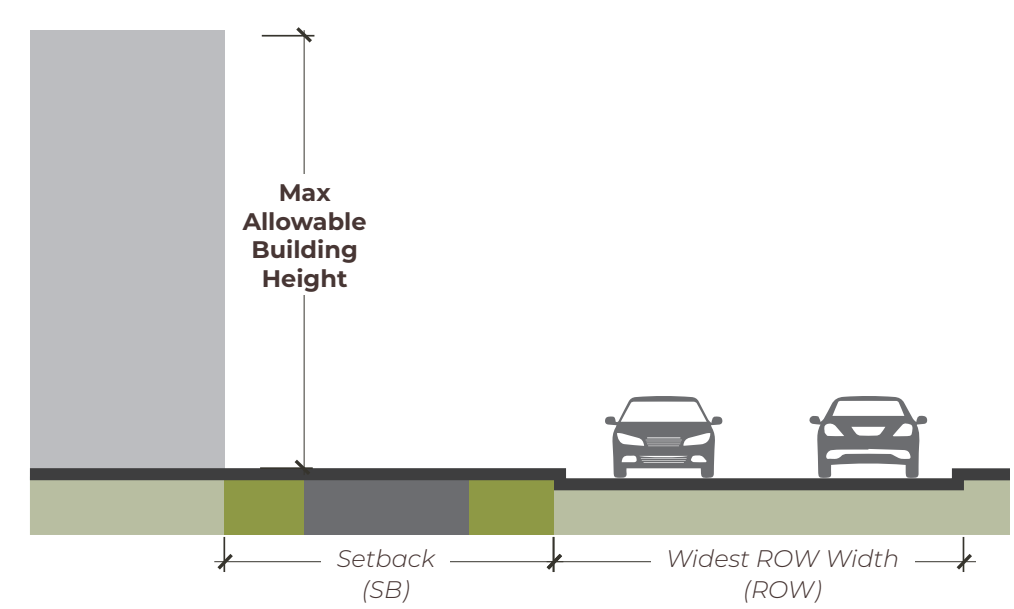 Max
Allowable
Building
Height
Setback
(SB)
Widest ROW Width
(ROW)